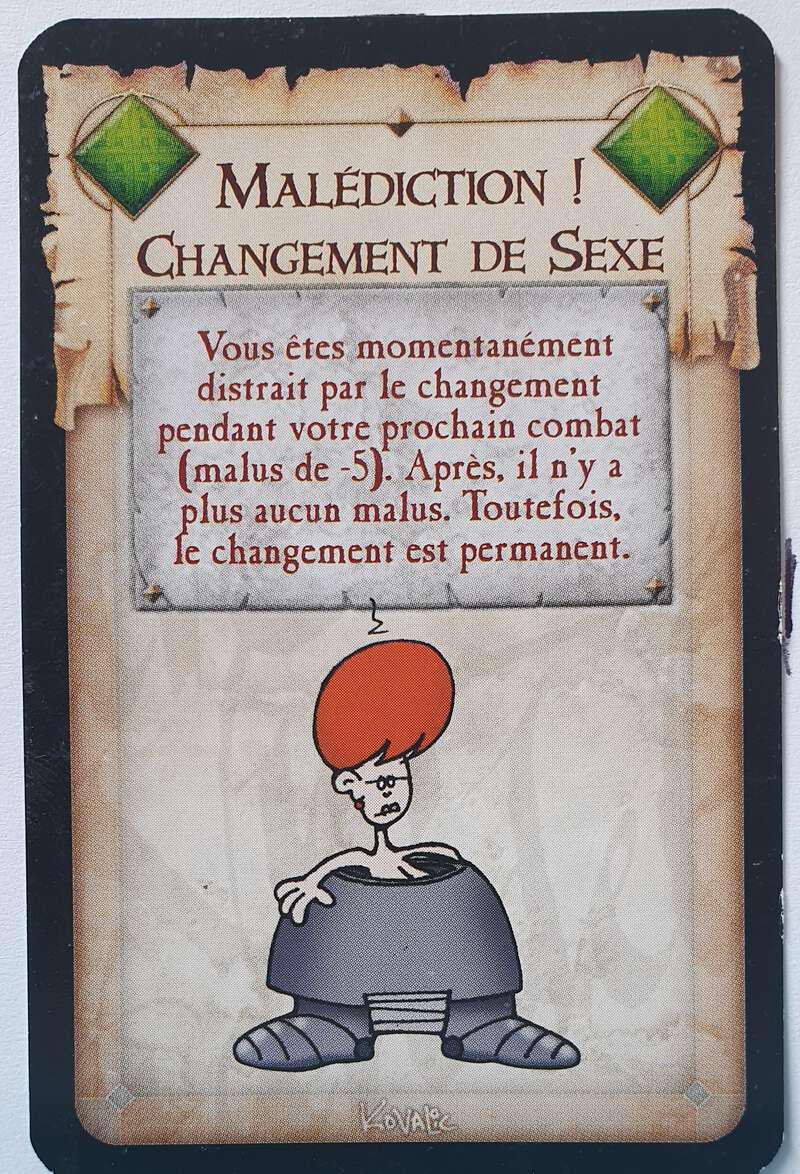 Malédiction !
Changement de Sexe
Vous êtes momentanément
distrait par le changement
pendant votre prochain combat
(malus de -5). Après, il n'y a
plus aucun malus. Toutefois,
le changement est permanent.
KOVALIC